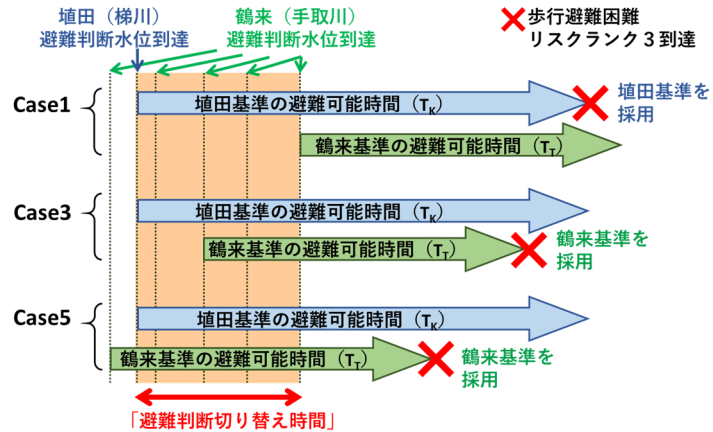 埴田（梯川）
避難判断水位到達
鶴来（手取川）
避難判断水位到達
歩行避難困難
リスクランク３到達
Case1
埴田基準の避難可能時間（TK）
埴田基準を
採用
鶴来基準の避難可能時間（TT）
Case3
埴田基準の避難可能時間（TK）
鶴来基準の避難可能時間（TT）
鶴来基準を
採用
Case5
埴田基準の避難可能時間（TK）
鶴来基準の避難可能時間（TT）
鶴来基準を
採用
「避難判断切り替え時間」